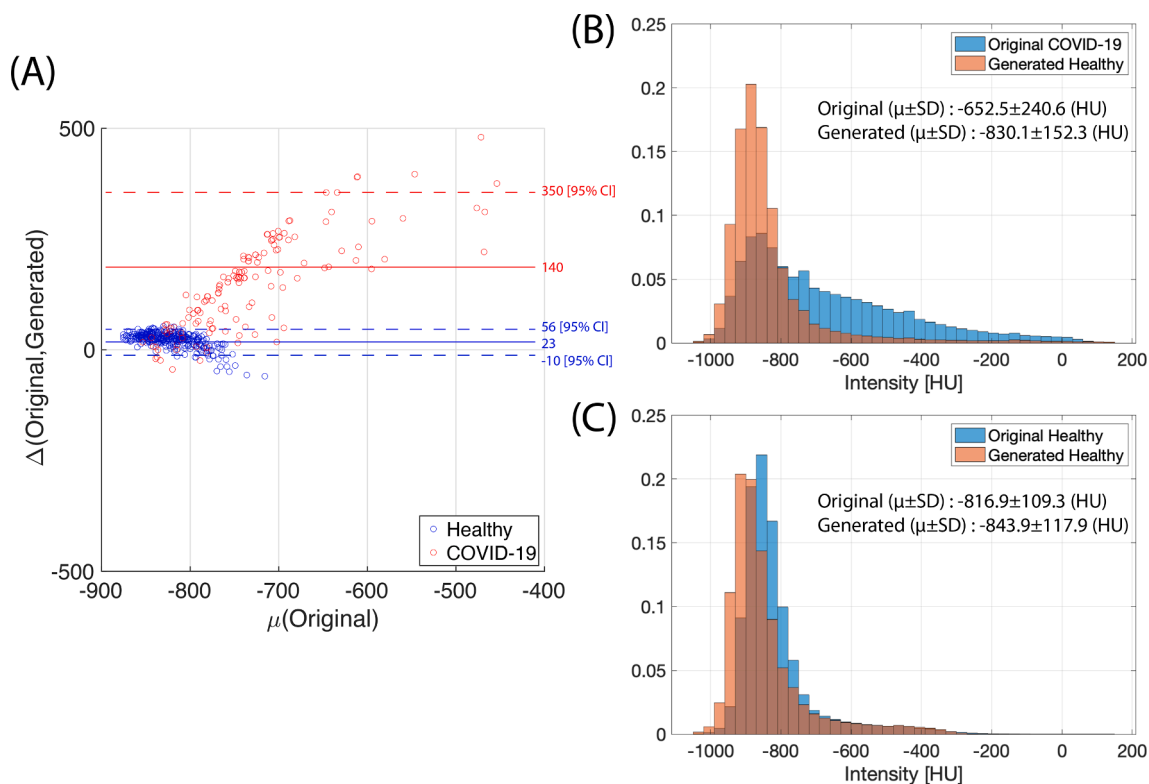 (A)
500
0
-500
Δ(Original,Generated)
350 [95% CI]
140
56 [95% CI]
23
-10 [95% CI]
Healthy
COVID-19
-900 -800 -700 -600 -500 -400
μ(Original)
(B)
0.25
0.2
0.15
0.1
0.05
0
Original COVID-19
Generated Healthy
Original (μ±SD) : -652.5±240.6 (HU)
Generated (μ±SD) : -830.1±152.3 (HU)
-1000 -800 -600 -400 -200 0 200
Intensity [HU]
(C)
0.25
0.2
0.15
0.1
0.05
0
Original Healthy
Generated Healthy
Original (μ±SD) : -816.9±109.3 (HU)
Generated (μ±SD) : -843.9±117.9 (HU)
-1000 -800 -600 -400 -200 0 200
Intensity [HU]